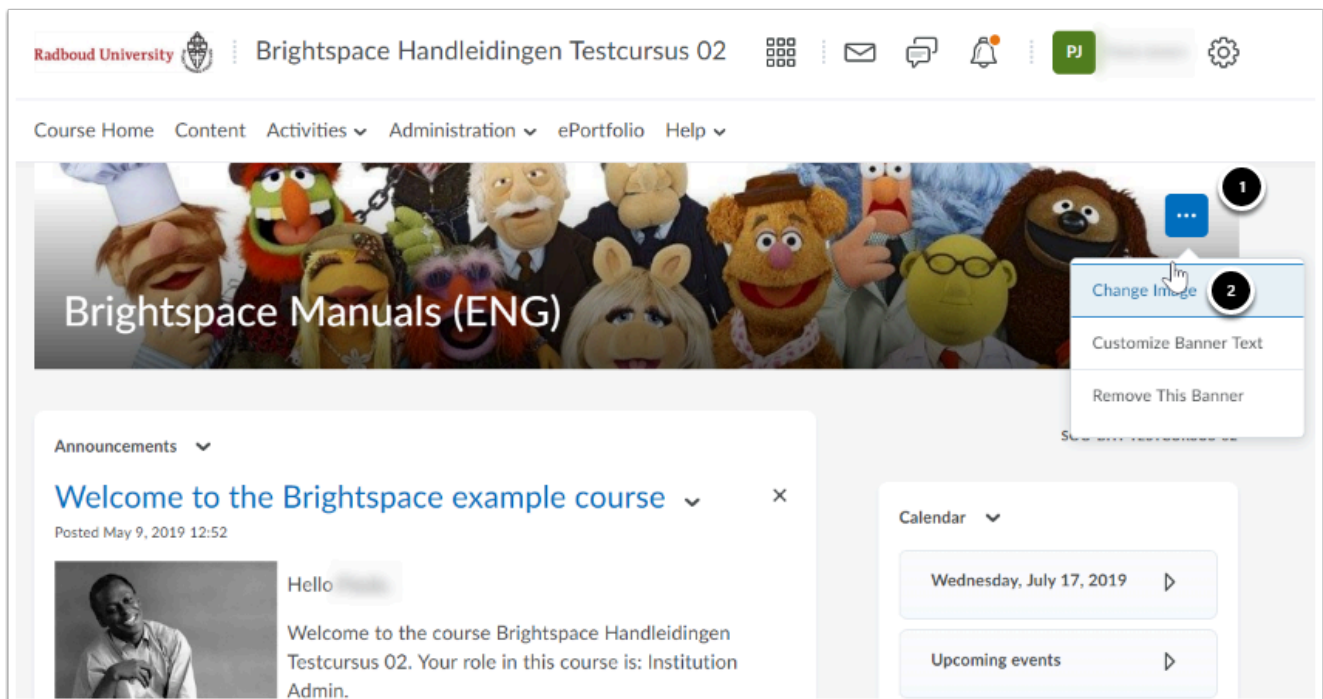 Radboud University
Brightspace Handleidingen Testcursus 02
PJ
Course Home Content Activities Administration ePortfolio Help
1
Brightspace Manuals (ENG)
Change Image
2
Customize Banner Text
Remove This Banner
Announcements
Welcome to the Brightspace example course
Posted May 9, 2019 12:52
Hello
Welcome to the course Brightspace Handleidingen
Testcursus 02. Your role in this course is: Institution
Admin.
Calendar
Wednesday, July 17, 2019
Upcoming events